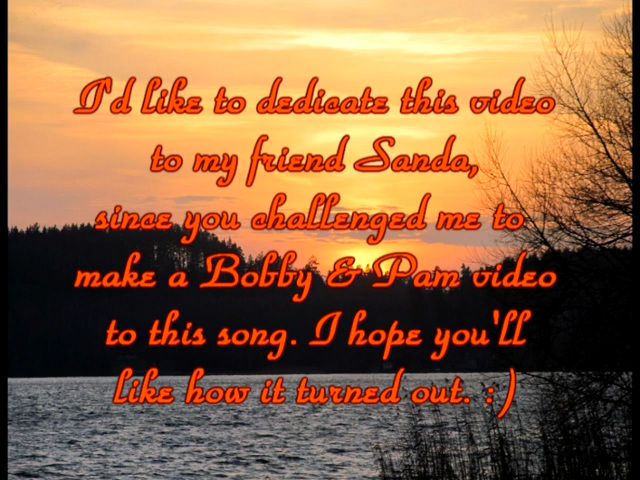 I'd like to dedicate this video
to my friend Sanda,
since you challenged me to
make a Bobby & Pam video
to this song. I hope you'll
like how it turned out. :)